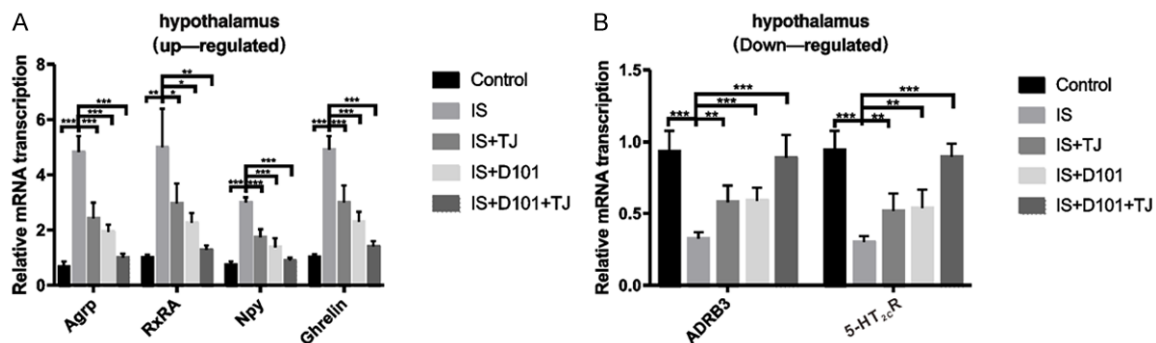 A
hypothalamus
(up—regulated)
Relative mRNA transcription
8
6
4
2
0
*** *** *** ***
** * * **
*** *** *** ***
*** *** *** ***
Agrp
RxRA
Npy
Ghrelin
Control
IS
IS+TJ
IS+D101
IS+D101+TJ
B
hypothalamus
(Down—regulated)
Relative mRNA transcription
1.5
1.0
0.5
0.0
*** ** *** ***
*** ** ** ***
ADRB3
5-HT₂cR
Control
IS
IS+TJ
IS+D101
IS+D101+TJ